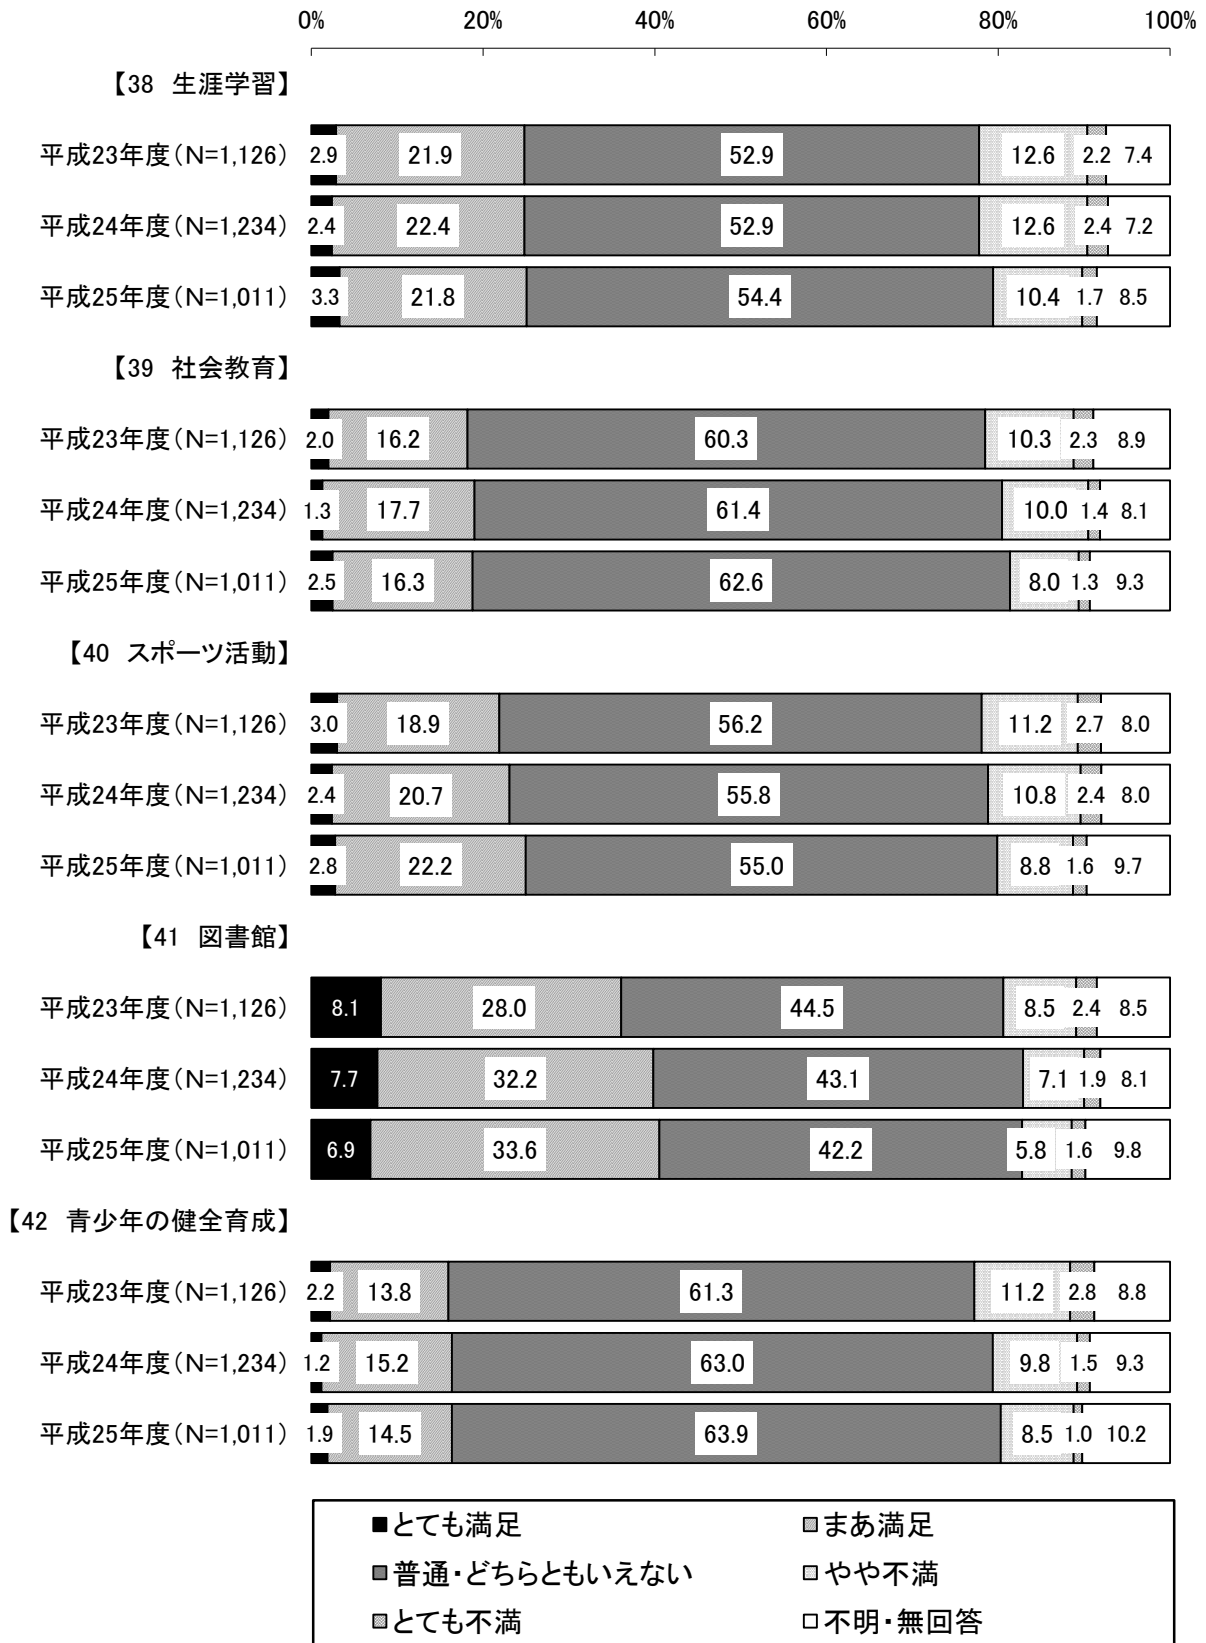 0% 20% 40% 60% 80% 100%
【38 生涯学習】
平成23年度(N=1,126) 2.9 21.9 52.9 12.6 2.2 7.4
平成24年度(N=1,234) 2.4 22.4 52.9 12.6 2.4 7.2
平成25年度(N=1,011) 3.3 21.8 54.4 10.4 1.7 8.5
【39 社会教育】
平成23年度(N=1,126) 2.0 16.2 60.3 10.3 2.3 8.9
平成24年度(N=1,234) 1.3 17.7 61.4 10.0 1.4 8.1
平成25年度(N=1,011) 2.5 16.3 62.6 8.0 1.3 9.3
【40 スポーツ活動】
平成23年度(N=1,126) 3.0 18.9 56.2 11.2 2.7 8.0
平成24年度(N=1,234) 2.4 20.7 55.8 10.8 2.4 8.0
平成25年度(N=1,011) 2.8 22.2 55.0 8.8 1.6 9.7
【41 図書館】
平成23年度(N=1,126) 8.1 28.0 44.5 8.5 2.4 8.5
平成24年度(N=1,234) 7.7 32.2 43.1 7.1 1.9 8.1
平成25年度(N=1,011) 6.9 33.6 42.2 5.8 1.6 9.8
【42 青少年の健全育成】
平成23年度(N=1,126) 2.2 13.8 61.3 11.2 2.8 8.8
平成24年度(N=1,234) 1.2 15.2 63.0 9.8 1.5 9.3
平成25年度(N=1,011) 1.9 14.5 63.9 8.5 1.0 10.2
とても満足 まあ満足
普通・どちらともいえない やや不満
とても不満 不明・無回答